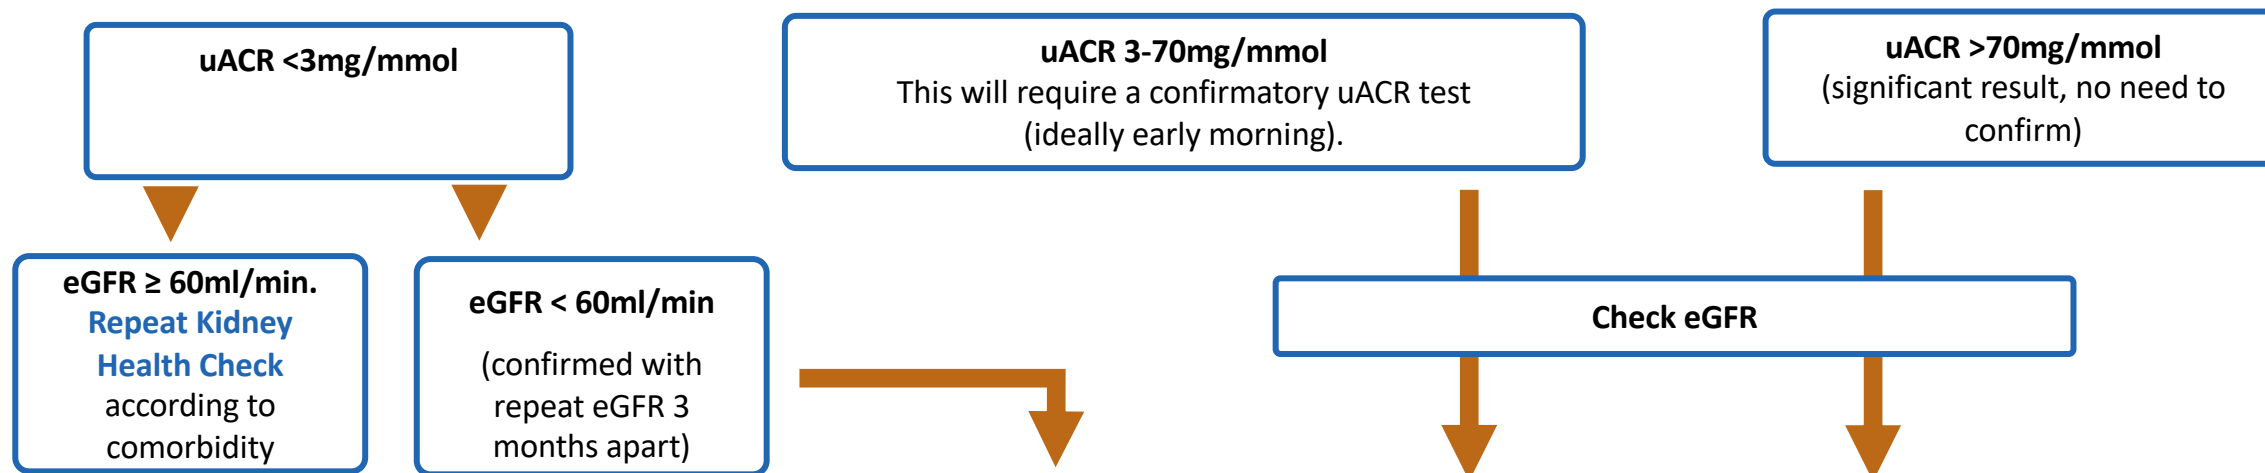 uACR <3mg/mmol
uACR 3-70mg/mmol
This will require a confirmatory uACR test
(ideally early morning).
uACR >70mg/mmol
(significant result, no need to
confirm)
eGFR ≥ 60ml/min.
Repeat Kidney
Health Check
according to
comorbidity
eGFR < 60ml/min
(confirmed with
repeat eGFR 3
months apart)
Check eGFR